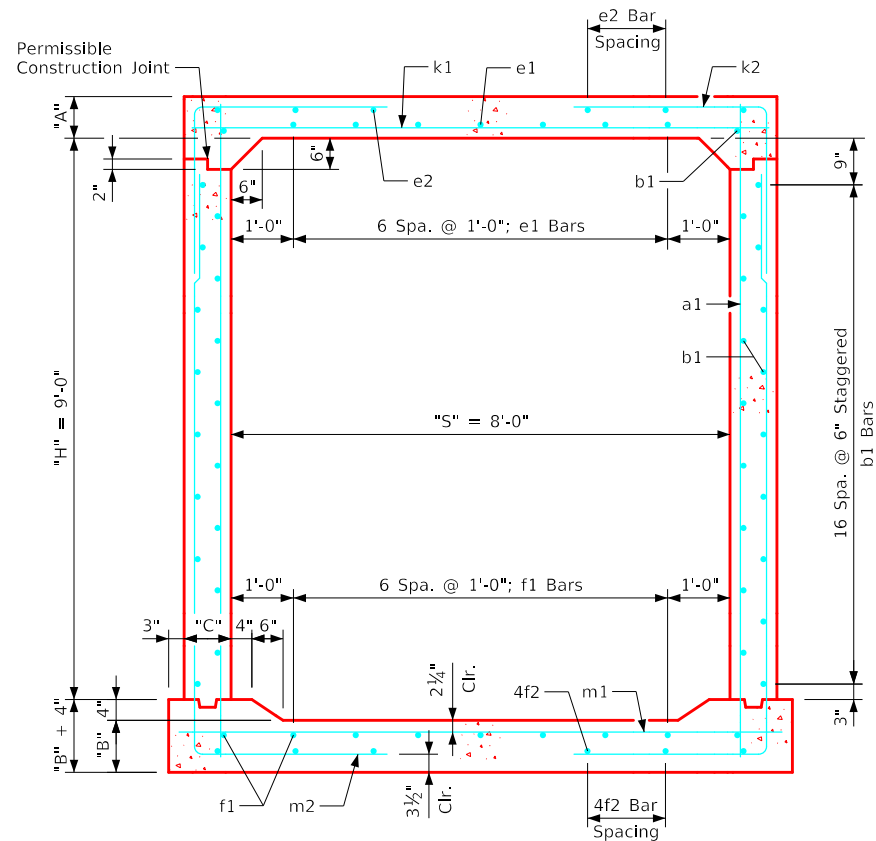 e2 Bar
Spacing
Permissible
Construction Joint
k1
e1
k2
"A"
6"
2"
6"
e2
b1
9"
1'-0"
6 Spa. @ 1'-0"; e1 Bars
1'-0"
a1
b1
"H" = 9'-0"
"S" = 8'-0"
16 Spa. @ 6" Staggered
b1 Bars
1'-0"
6 Spa. @ 1'-0"; f1 Bars
1'-0"
3"
"C"
4"
6"
2¼"
Clr.
4f2
m1
"B" + 4"
"B"
4"
3"
f1
m2
3½"
Clr.
4f2 Bar
Spacing